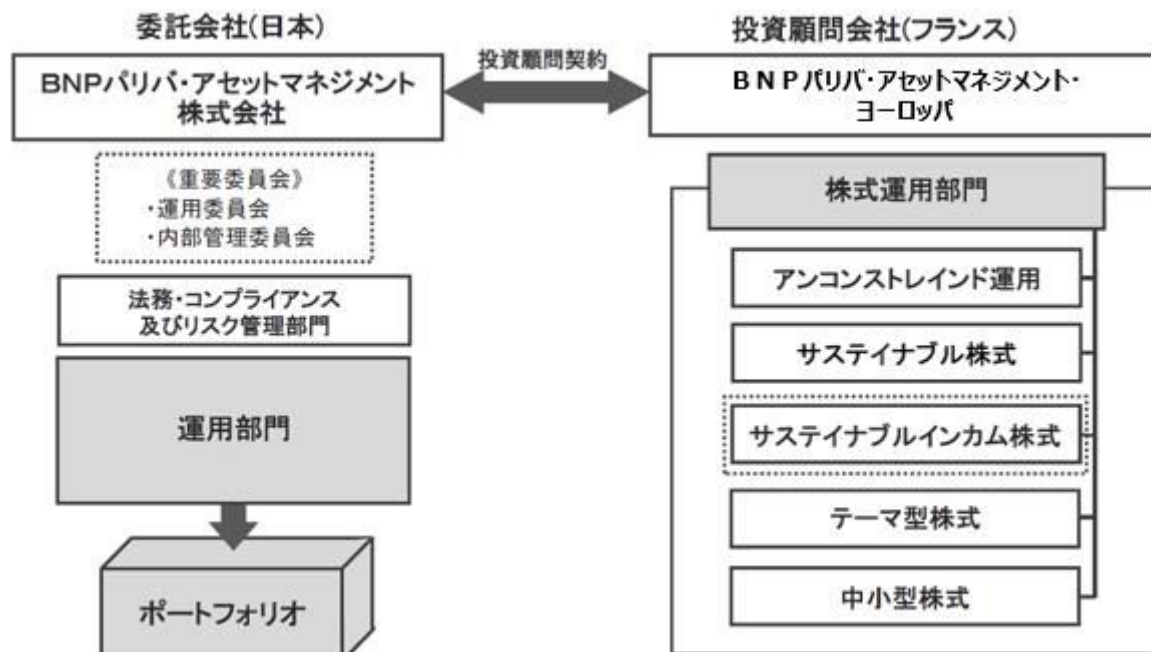 委託会社(日本)
BNPパリバ・アセットマネジメント
株式会社
《重要委員会》
・運用委員会
・内部管理委員会
法務・コンプライアンス
及びリスク管理部門
運用部門
ポートフォリオ
投資顧問契約
投資顧問会社(フランス)
BNPパリバ・アセットマネジメント・
ヨーロッパ
株式運用部門
アンコンストレインド運用
サステイナブル株式
サステイナブルインカム株式
テーマ型株式
中小型株式